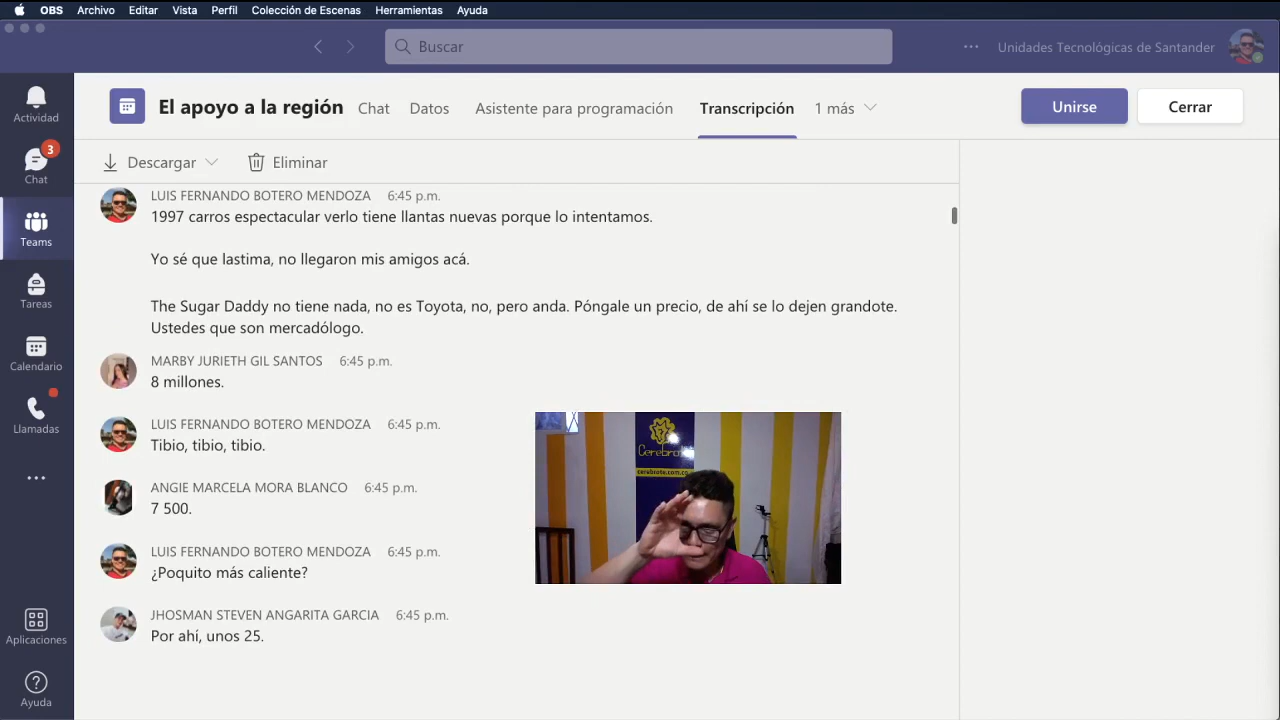 OBS Archivo Editar Vista Perfil Colección de Escenas Herramientas Ayuda
Buscar
Unidades Tecnológicas de Santander
Actividad
3
Chat
Teams
Tareas
Calendario
Llamadas
Aplicaciones
Ayuda
El apoyo a la región Chat Datos Asistente para programación Transcripción 1 más
Unirse Cerrar
Descargar Eliminar
LUIS FERNANDO BOTERO MENDOZA 6:45 p.m.
1997 carros espectacular verlo tiene llantas nuevas porque lo intentamos.
Yo sé que lastima, no llegaron mis amigos acá.
The Sugar Daddy no tiene nada, no es Toyota, no, pero anda. Póngale un precio, de ahí se lo dejen grandote.
Ustedes que son mercadólogo.
MARBY JURIETH GIL SANTOS 6:45 p.m.
8 millones.
LUIS FERNANDO BOTERO MENDOZA 6:45 p.m.
Tibio, tibio, tibio.
ANGIE MARCELA MORA BLANCO 6:45 p.m.
7 500.
LUIS FERNANDO BOTERO MENDOZA 6:45 p.m.
¿Poquito más caliente?
JHOSMAN STEVEN ANGARITA GARCIA 6:45 p.m.
Por ahí, unos 25.
Cerebrote
cerebrote.com.co